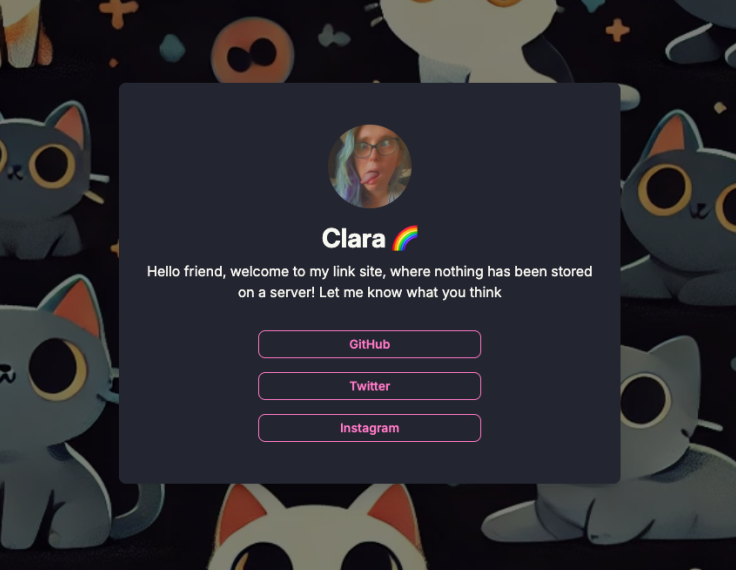 Clara 🌈
Hello friend, welcome to my link site, where nothing has been stored
on a server! Let me know what you think
GitHub
Twitter
Instagram